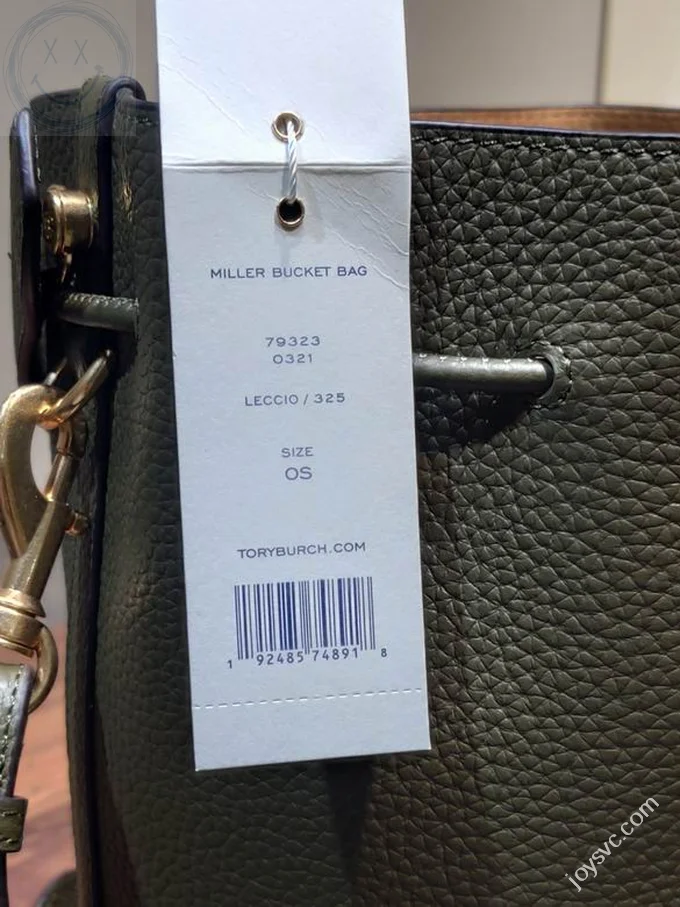 MILLER BUCKET BAG
79323
0321
LECCIO / 325
SIZE
OS
TORYBURCH.COM
1 92485 74891 8
joysvc.com